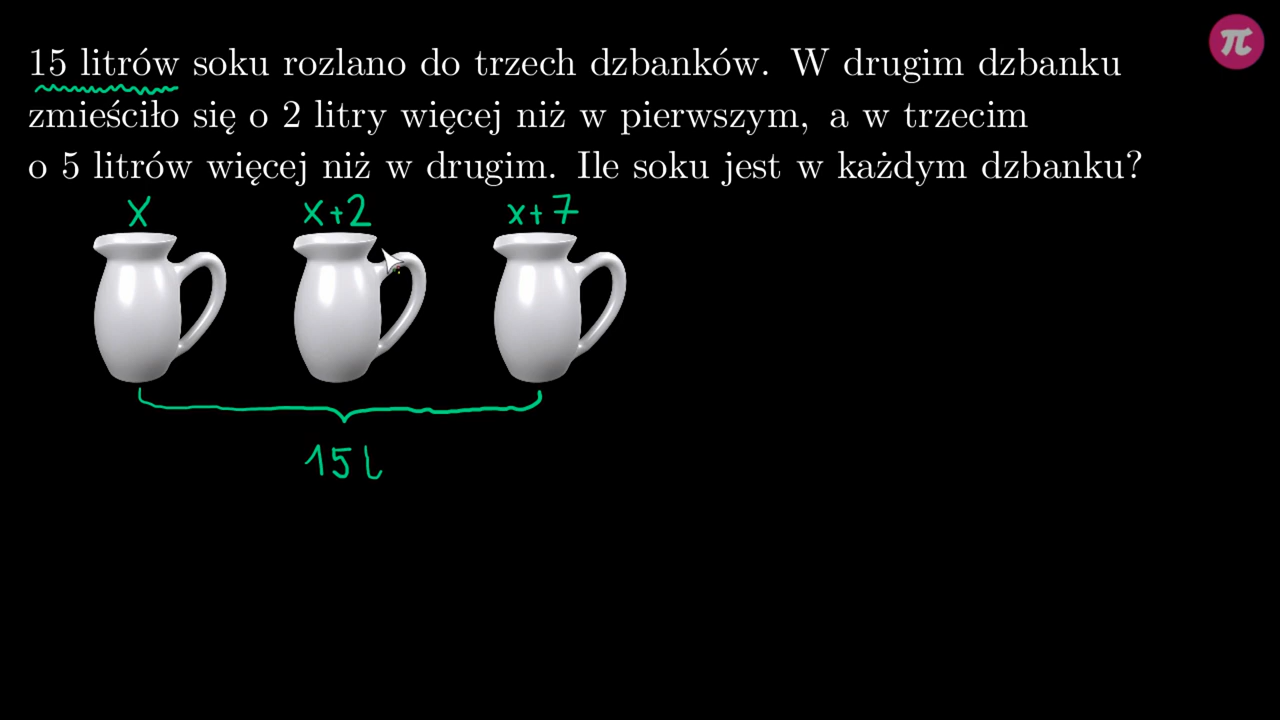 15 litrów soku rozlano do trzech dzbanków. W drugim dzbanku
zmieściło się o 2 litry więcej niż w pierwszym, a w trzecim
o 5 litrów więcej niż w drugim. Ile soku jest w każdym dzbanku?
x x+2 x+7
15 l
π